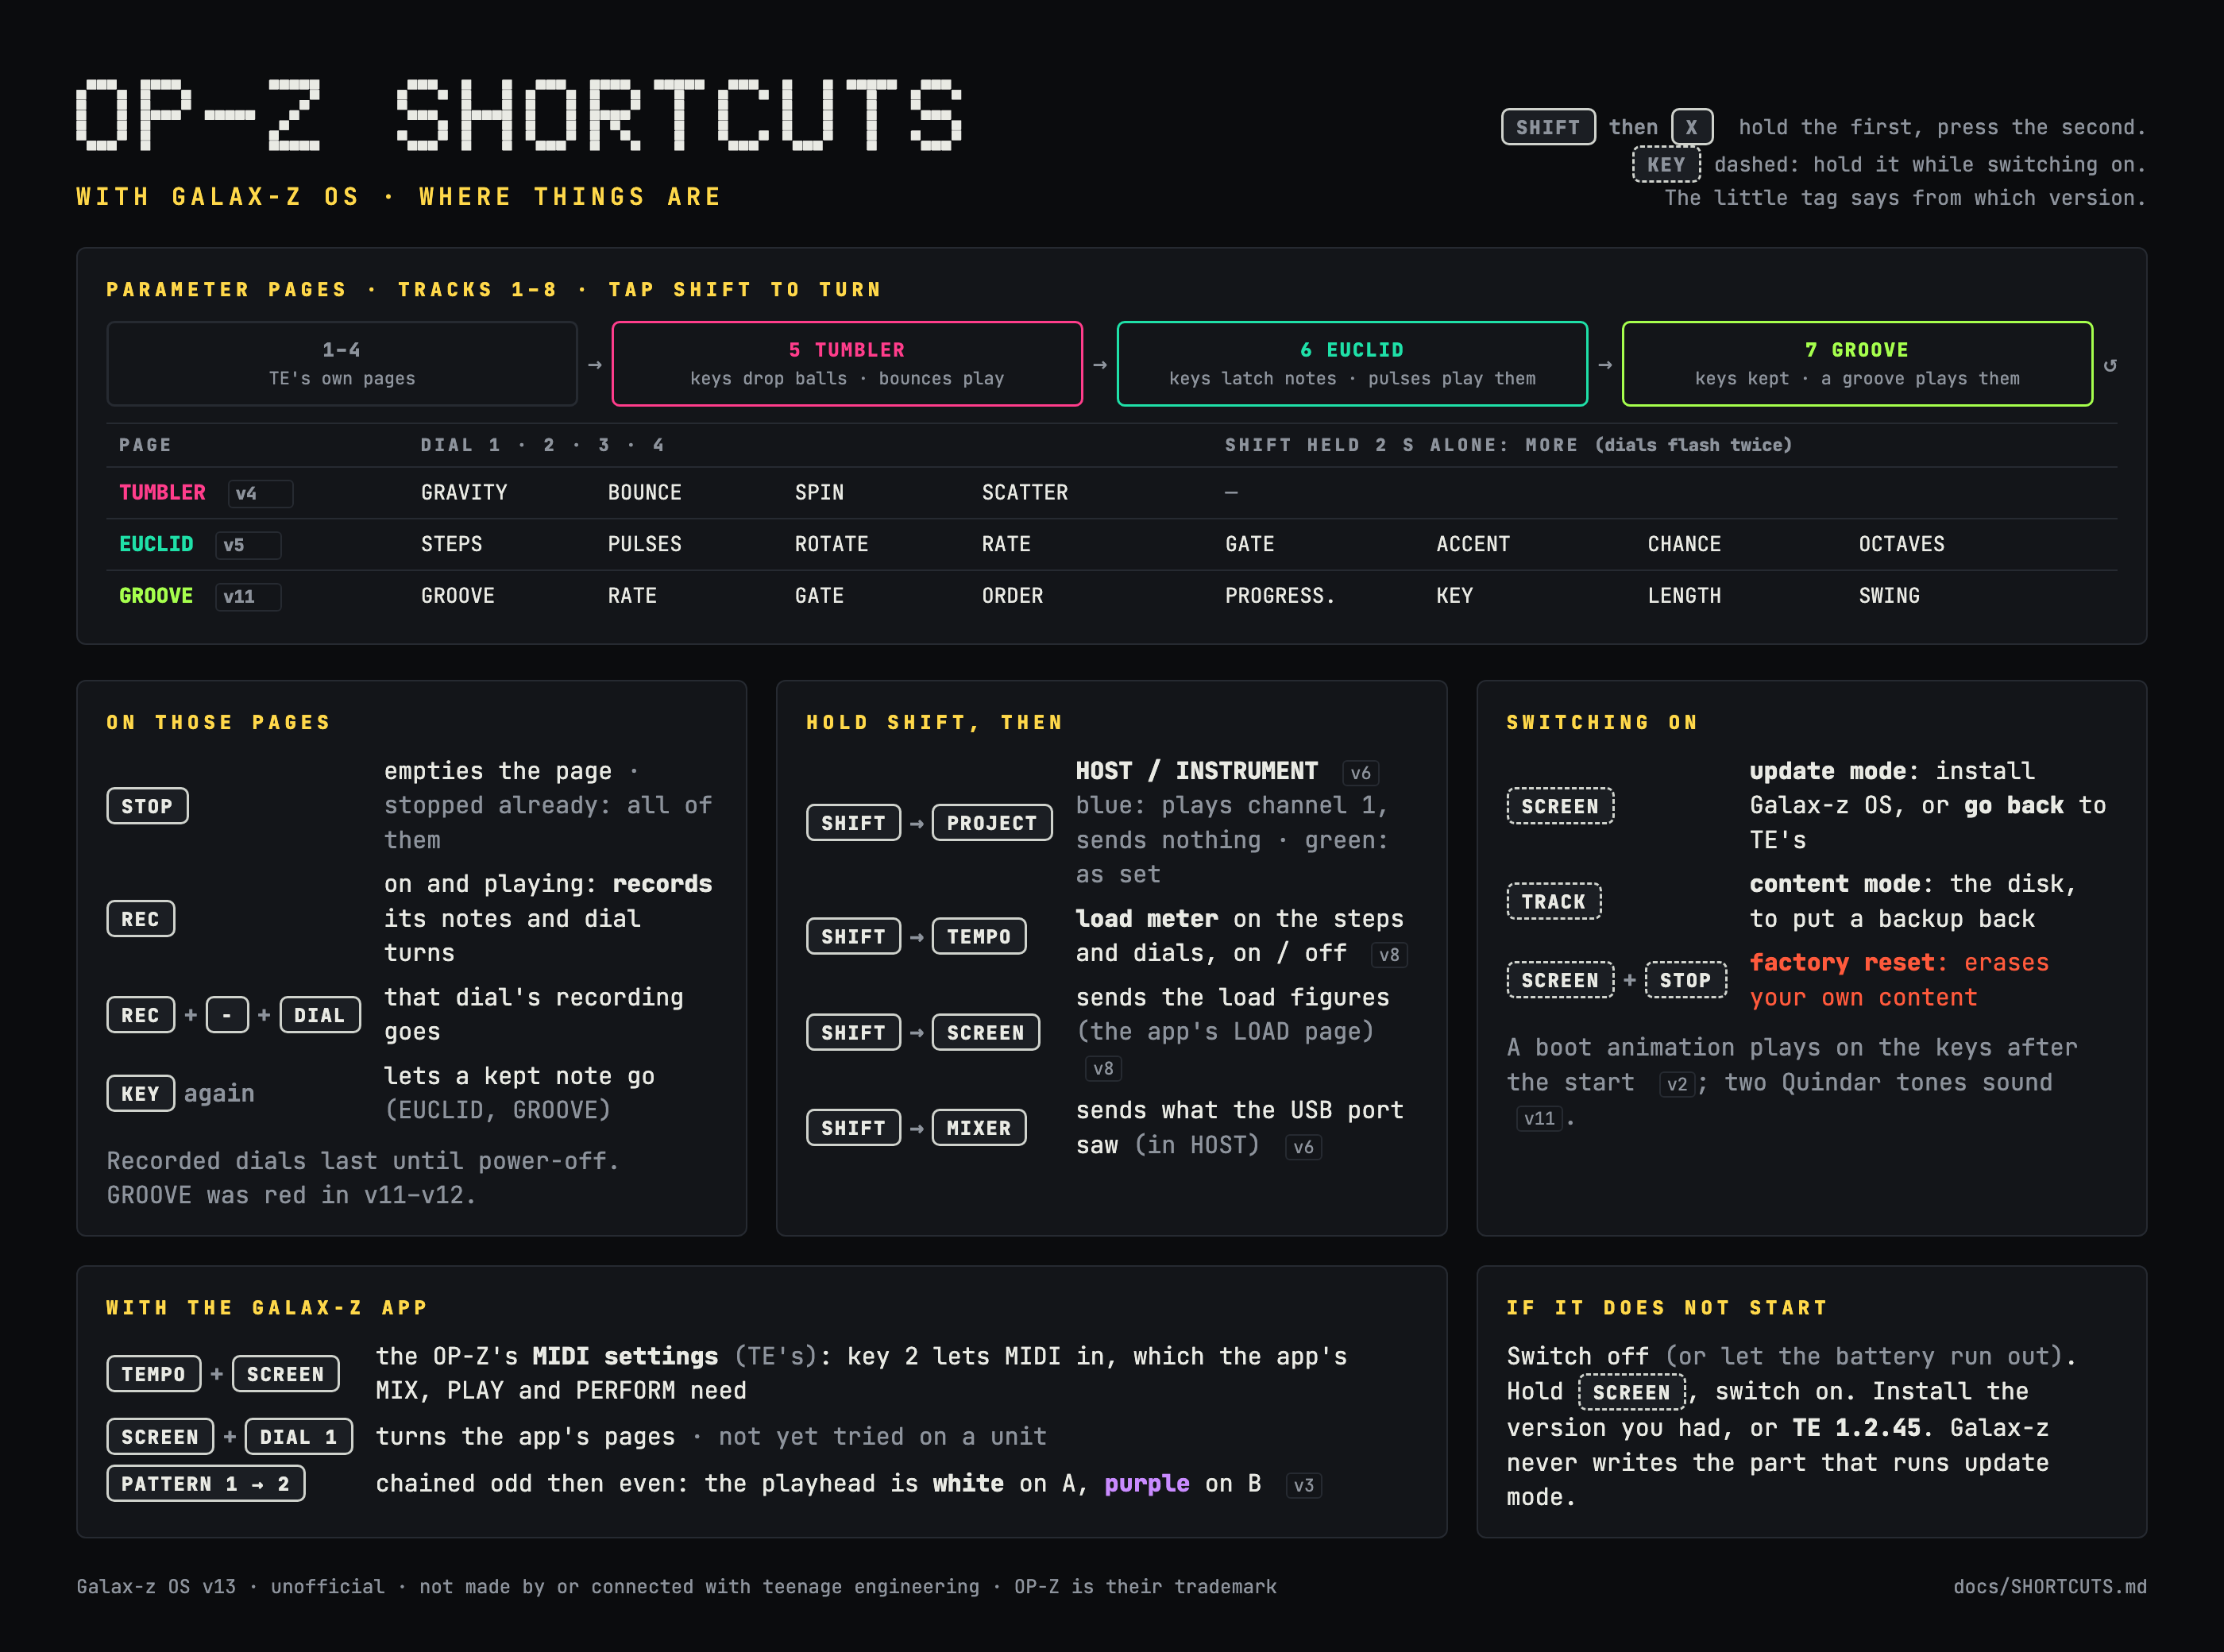 OP-Z SHORTCUTS
WITH GALAX-Z OS · WHERE THINGS ARE
SHIFT then X hold the first, press the second.
KEY dashed: hold it while switching on.
The little tag says from which version.
PARAMETER PAGES · TRACKS 1–8 · TAP SHIFT TO TURN
1–4
TE's own pages
→
5 TUMBLER
keys drop balls · bounces play
→
6 EUCLID
keys latch notes · pulses play them
→
7 GROOVE
keys kept · a groove plays them
↺
PAGE DIAL 1 · 2 · 3 · 4 SHIFT HELD 2 S ALONE: MORE (dials flash twice)
TUMBLER v4 GRAVITY BOUNCE SPIN SCATTER —
EUCLID v5 STEPS PULSES ROTATE RATE GATE ACCENT CHANCE OCTAVES
GROOVE v11 GROOVE RATE GATE ORDER PROGRESS. KEY LENGTH SWING
ON THOSE PAGES
STOP
empties the page ·
stopped already: all of
them
REC
on and playing: records
its notes and dial
turns
REC + - + DIAL
that dial's recording
goes
KEY again
lets a kept note go
(EUCLID, GROOVE)
Recorded dials last until power-off.
GROOVE was red in v11–v12.
HOLD SHIFT, THEN
SHIFT → PROJECT
HOST / INSTRUMENT v6
blue: plays channel 1,
sends nothing · green:
as set
SHIFT → TEMPO
load meter on the steps
and dials, on / off v8
SHIFT → SCREEN
sends the load figures
(the app's LOAD page)
v8
SHIFT → MIXER
sends what the USB port
saw (in HOST) v6
SWITCHING ON
SCREEN
update mode: install
Galax-z OS, or go back to
TE's
TRACK
content mode: the disk,
to put a backup back
SCREEN + STOP
factory reset: erases
your own content
A boot animation plays on the keys after
the start v2; two Quindar tones sound
v11.
WITH THE GALAX-Z APP
TEMPO + SCREEN
the OP-Z's MIDI settings (TE's): key 2 lets MIDI in, which the app's
MIX, PLAY and PERFORM need
SCREEN + DIAL 1 turns the app's pages · not yet tried on a unit
PATTERN 1 → 2 chained odd then even: the playhead is white on A, purple on B v3
IF IT DOES NOT START
Switch off (or let the battery run out).
Hold SCREEN, switch on. Install the
version you had, or TE 1.2.45. Galax-z
never writes the part that runs update
mode.
Galax-z OS v13 · unofficial · not made by or connected with teenage engineering · OP-Z is their trademark
docs/SHORTCUTS.md